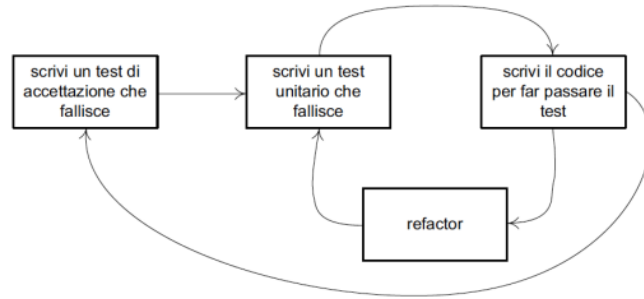 scrivi un test di
accettazione che
fallisce
scrivi un test
unitario che
fallisce
scrivi il codice
per far passare il
test
refactor